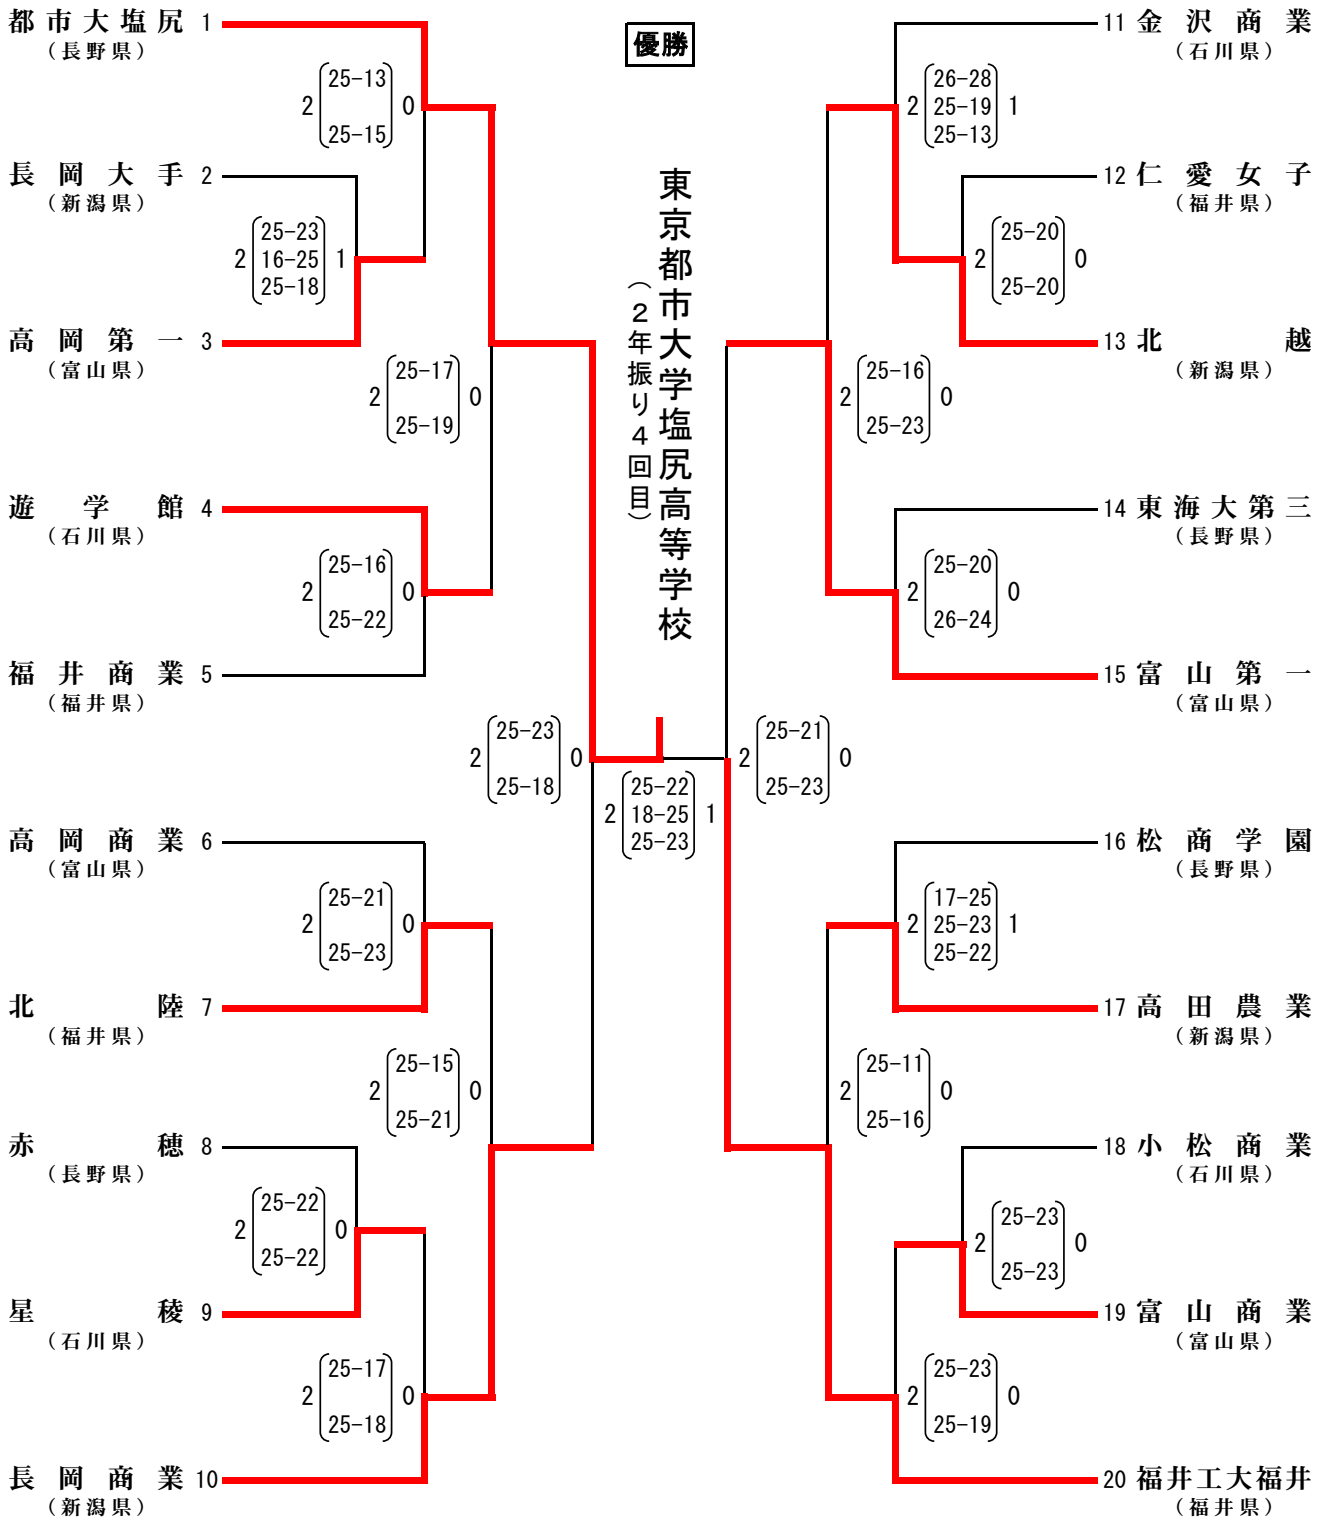 優勝
東京都市大学塩尻高等学校
（２年振り４回目）
都市大塩尻 1
（長野県）
2 25-13 0
25-15
長岡大手 2
（新潟県）
2 25-23 1
16-25
25-18
高岡第一 3
（富山県）
2 25-17 0
25-19
遊学館 4
（石川県）
2 25-16 0
25-22
福井商業 5
（福井県）
2 25-23 0
25-18
高岡商業 6
（富山県）
2 25-21 0
25-23
北陸 7
（福井県）
2 25-15 0
25-21
赤穂 8
（長野県）
2 25-22 0
25-22
星稜 9
（石川県）
2 25-17 0
25-18
長岡商業 10
（新潟県）
2 25-22 1
18-25
25-23
11 金沢商業
（石川県）
2 26-28 1
25-19
25-13
12 仁愛女子
（福井県）
2 25-20 0
25-20
13 北越
（新潟県）
2 25-16 0
25-23
14 東海大第三
（長野県）
2 25-20 0
26-24
15 富山第一
（富山県）
2 25-21 0
25-23
16 松商学園
（長野県）
2 17-25 1
25-23
25-22
17 高田農業
（新潟県）
2 25-11 0
25-16
18 小松商業
（石川県）
2 25-23 0
25-23
19 富山商業
（富山県）
2 25-23 0
25-19
20 福井工大福井
（福井県）